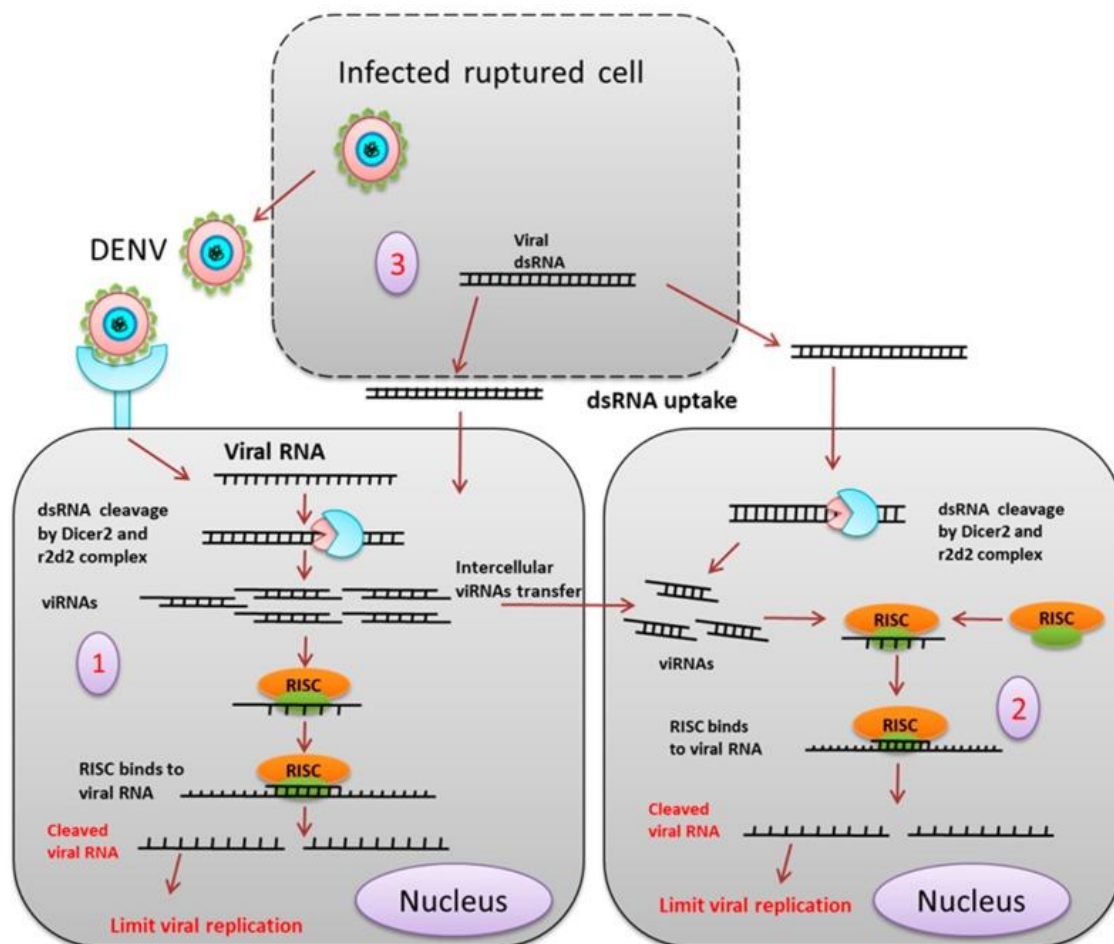 Infected ruptured cell
DENV
3
Viral
dsRNA
dsRNA uptake
Viral RNA
dsRNA cleavage
by Dicer2 and
r2d2 complex
viRNAs
Intercellular
viRNAs transfer
1
RISC
RISC binds to
viral RNA
RISC
Cleaved
viral RNA
Limit viral replication
Nucleus
dsRNA cleavage
by Dicer2 and
r2d2 complex
viRNAs
RISC
RISC
2
RISC binds
to viral RNA
RISC
Cleaved
viral RNA
Limit viral replication
Nucleus